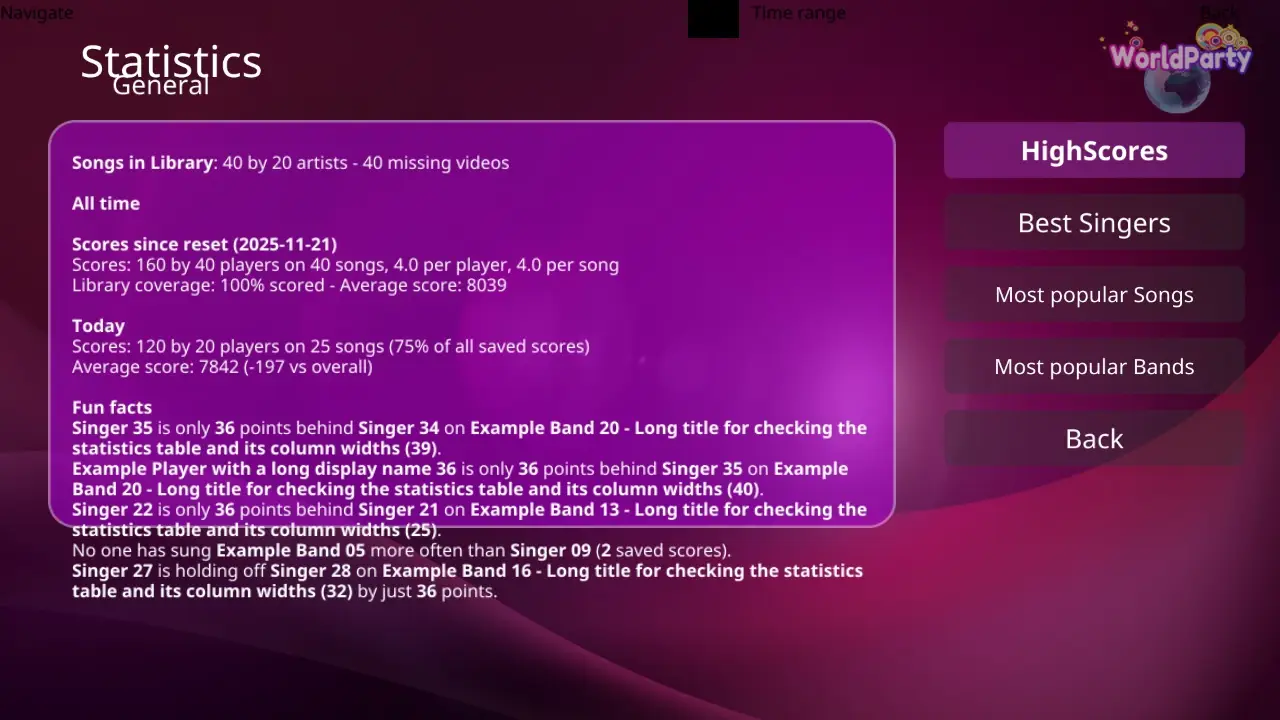 Navigate
Time range
Back
Statistics
General
WorldParty
Songs in Library: 40 by 20 artists - 40 missing videos
All time
Scores since reset (2025-11-21)
Scores: 160 by 40 players on 40 songs, 4.0 per player, 4.0 per song
Library coverage: 100% scored - Average score: 8039
Today
Scores: 120 by 20 players on 25 songs (75% of all saved scores)
Average score: 7842 (-197 vs overall)
Fun facts
Singer 35 is only 36 points behind Singer 34 on Example Band 20 - Long title for checking the
statistics table and its column widths (39).
Example Player with a long display name 36 is only 36 points behind Singer 35 on Example
Band 20 - Long title for checking the statistics table and its column widths (40).
Singer 22 is only 36 points behind Singer 21 on Example Band 13 - Long title for checking the
statistics table and its column widths (25).
No one has sung Example Band 05 more often than Singer 09 (2 saved scores).
Singer 27 is holding off Singer 28 on Example Band 16 - Long title for checking the statistics
table and its column widths (32) by just 36 points.
HighScores
Best Singers
Most popular Songs
Most popular Bands
Back